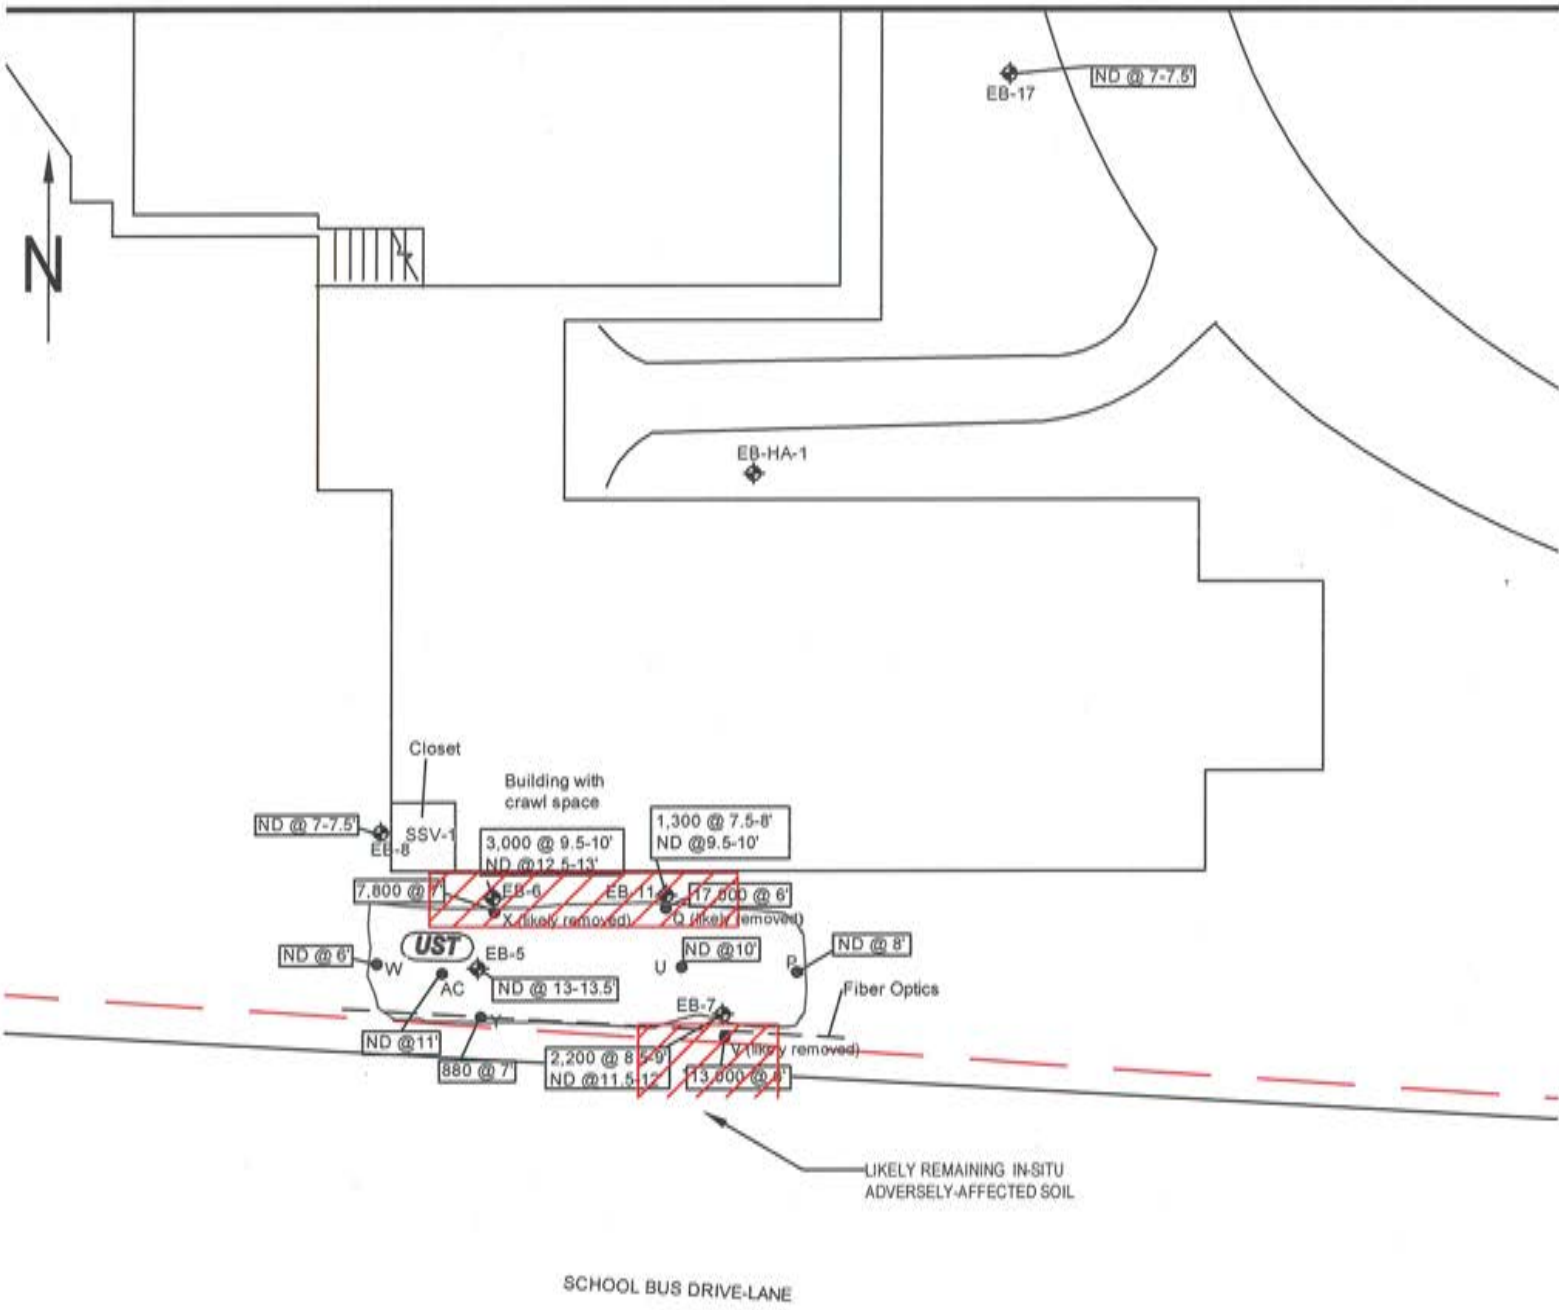 ND @ 7-7.5'
EB-17
N
EB-HA-1
Closet
Building with
crawl space
ND @ 7-7.5'
SSV-1
EB-8
3,000 @ 9.5-10'
ND @12.5-13'
1,300 @ 7.5-8'
ND @9.5-10'
7,800 @ 7'
EB-6
EB-11
17,000 @ 6'
X (likely removed)
Q (likely removed)
UST
EB-5
ND @10'
ND @ 8'
ND @ 6'
W
AC
U
P
ND @ 13-13.5'
Fiber Optics
EB-7
Y
ND @11'
880 @ 7'
2,200 @ 8.5-9'
ND @11.5-12'
V (likely removed)
13,000 @
LIKELY REMAINING IN-SITU
ADVERSELY-AFFECTED SOIL
SCHOOL BUS DRIVE-LANE